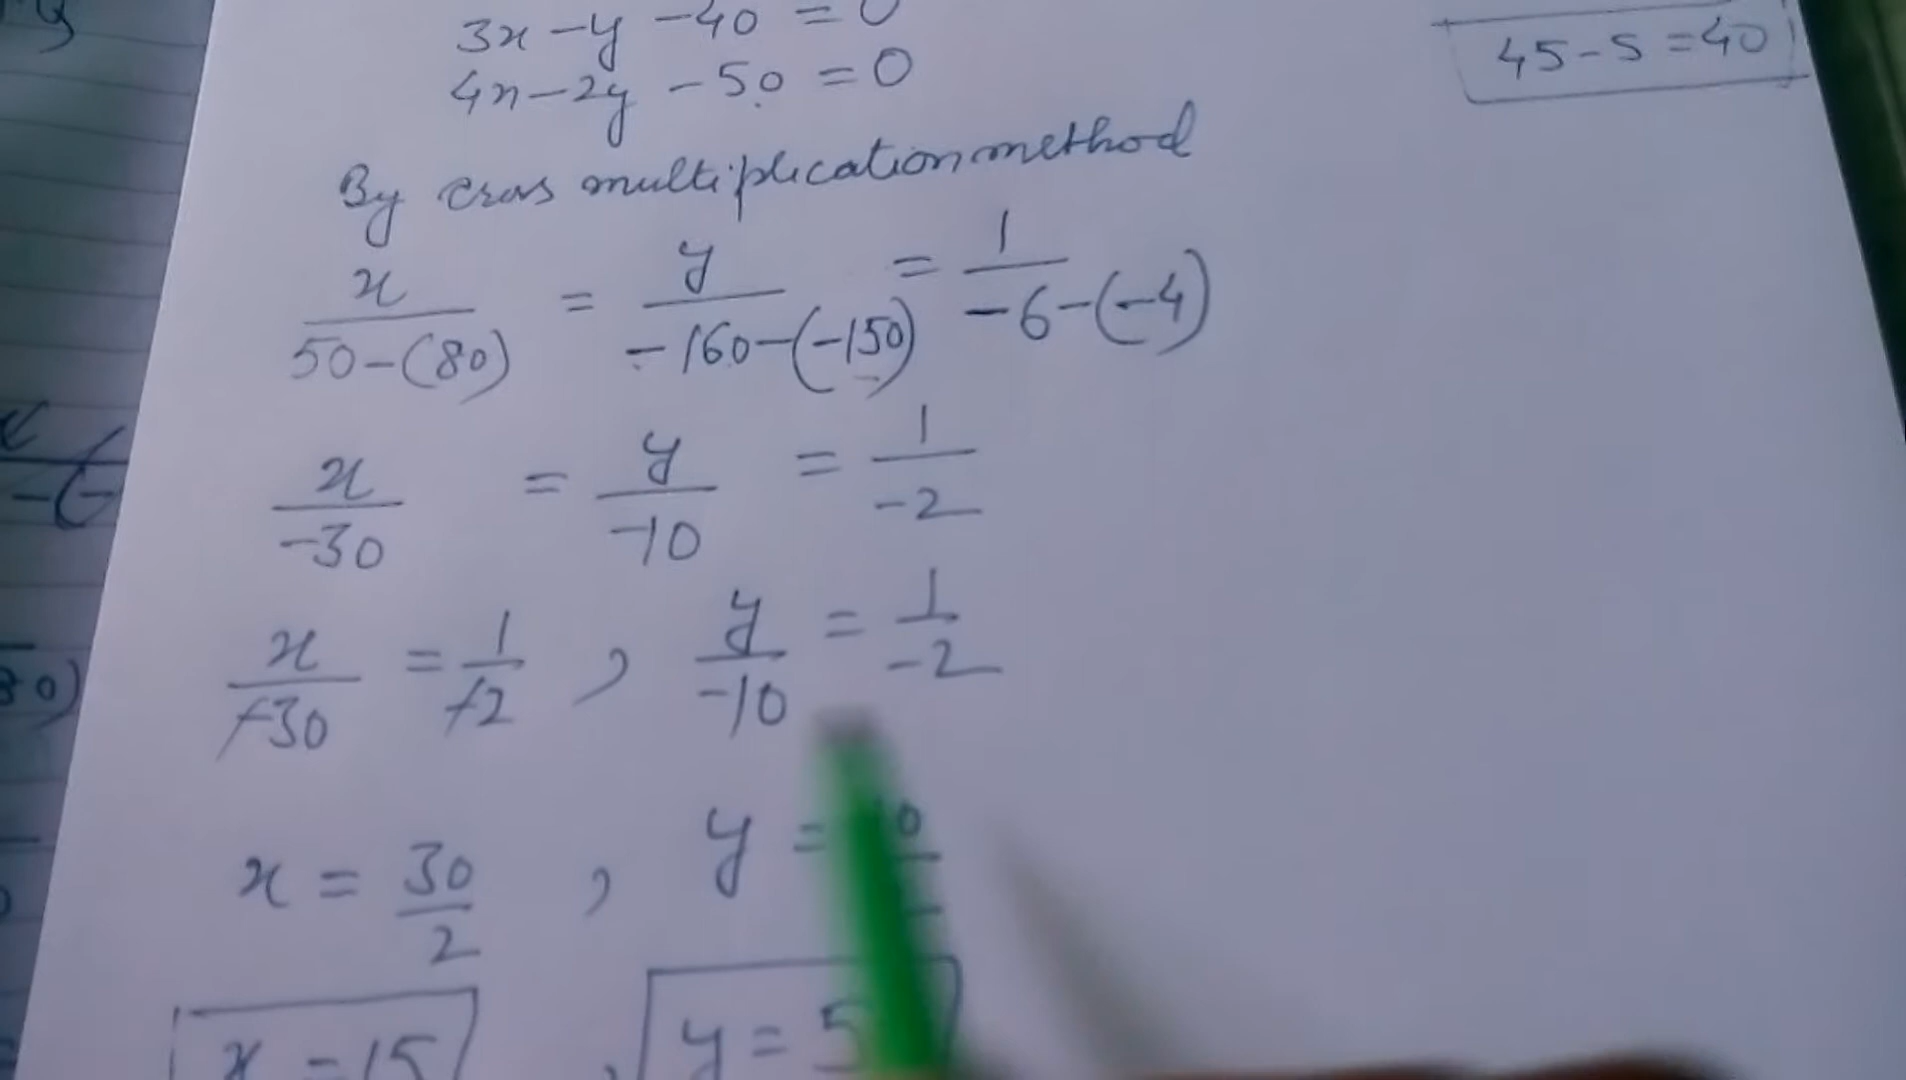 3x - y - 40 = 0
4x - 2y - 50 = 0
45 - 5 = 40
By cross multiplication method
x/50-(80) = y/-160-(-150) = 1/-6-(-4)
x/-30 = y/-10 = 1/-2
x/-30 = 1/-2 , y/-10 = 1/-2
x = 30/2 , y =
x = 15 , y = 5
30)